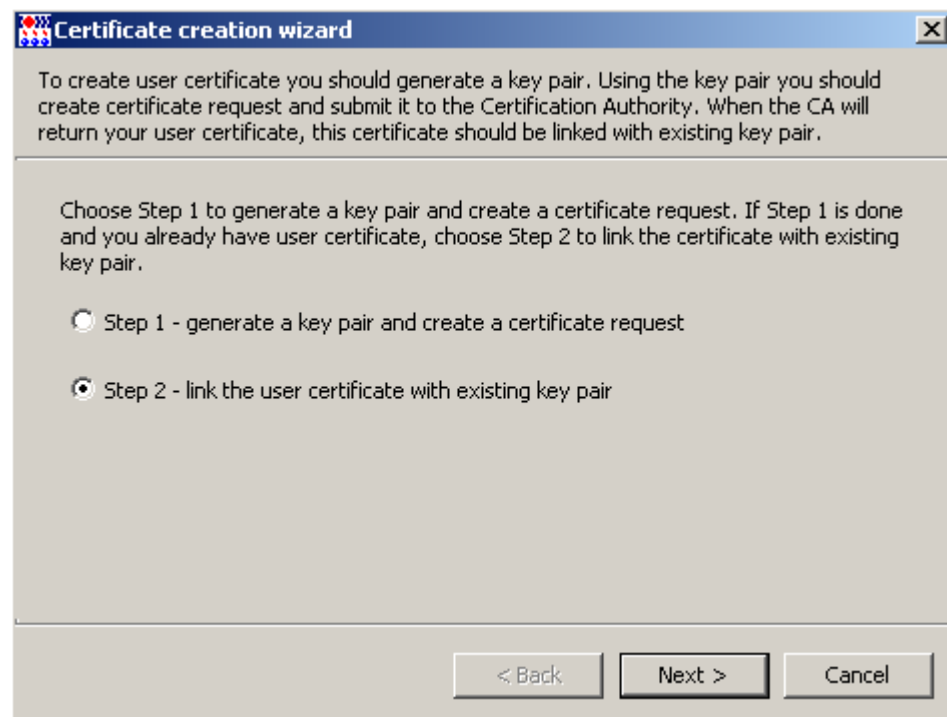 Certificate creation wizard
To create user certificate you should generate a key pair. Using the key pair you should
create certificate request and submit it to the Certification Authority. When the CA will
return your user certificate, this certificate should be linked with existing key pair.
Choose Step 1 to generate a key pair and create a certificate request. If Step 1 is done
and you already have user certificate, choose Step 2 to link the certificate with existing
key pair.
Step 1 - generate a key pair and create a certificate request
Step 2 - link the user certificate with existing key pair
< Back
Next >
Cancel